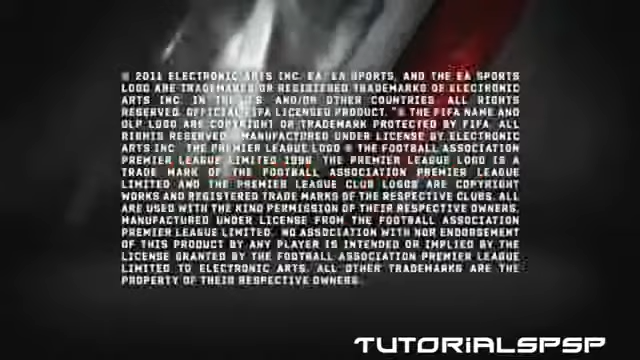 © 2011 ELECTRONIC ARTS INC. EA, EA SPORTS, AND THE EA SPORTS
LOGO ARE TRADEMARKS OR REGISTERED TRADEMARKS OF ELECTRONIC
ARTS INC. IN THE U.S. AND/OR OTHER COUNTRIES. ALL RIGHTS
RESERVED. OFFICIAL FIFA LICENSED PRODUCT. "© THE FIFA NAME AND
OLP LOGO ARE COPYRIGHT OR TRADEMARK PROTECTED BY FIFA. ALL
RIGHTS RESERVED. MANUFACTURED UNDER LICENSE BY ELECTRONIC
ARTS INC. THE PREMIER LEAGUE LOGO © THE FOOTBALL ASSOCIATION
PREMIER LEAGUE LIMITED 1996. THE PREMIER LEAGUE LOGO IS A
TRADE MARK OF THE FOOTBALL ASSOCIATION PREMIER LEAGUE
LIMITED AND THE PREMIER LEAGUE CLUB LOGOS ARE COPYRIGHT
WORKS AND REGISTERED TRADE MARKS OF THE RESPECTIVE CLUBS. ALL
ARE USED WITH THE KIND PERMISSION OF THEIR RESPECTIVE OWNERS.
MANUFACTURED UNDER LICENSE FROM THE FOOTBALL ASSOCIATION
PREMIER LEAGUE LIMITED. NO ASSOCIATION WITH NOR ENDORSEMENT
OF THIS PRODUCT BY ANY PLAYER IS INTENDED OR IMPLIED BY THE
LICENSE GRANTED BY THE FOOTBALL ASSOCIATION PREMIER LEAGUE
LIMITED TO ELECTRONIC ARTS. ALL OTHER TRADEMARKS ARE THE
PROPERTY OF THEIR RESPECTIVE OWNERS.
TUTORIALSPSP